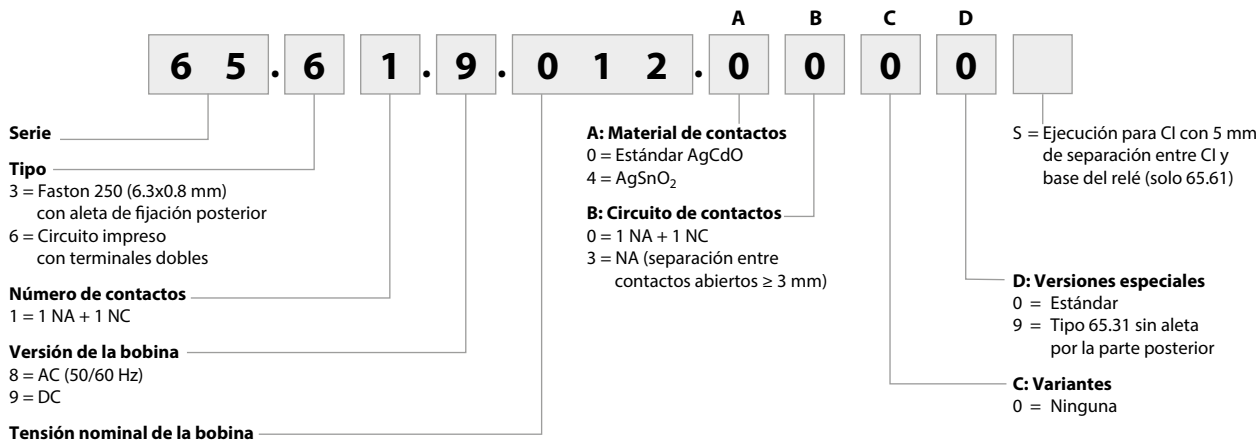 A B C D
6 5 . 6 1 . 9 . 0 1 2 . 0 0 0 0
Serie
Tipo
3 = Faston 250 (6.3x0.8 mm)
con aleta de fijación posterior
6 = Circuito impreso
con terminales dobles
Número de contactos
1 = 1 NA + 1 NC
Versión de la bobina
8 = AC (50/60 Hz)
9 = DC
Tensión nominal de la bobina
A: Material de contactos
0 = Estándar AgCdO
4 = AgSnO₂
B: Circuito de contactos
0 = 1 NA + 1 NC
3 = NA (separación entre
contactos abiertos ≥ 3 mm)
S = Ejecución para CI con 5 mm
de separación entre CI y
base del relé (solo 65.61)
D: Versiones especiales
0 = Estándar
9 = Tipo 65.31 sin aleta
por la parte posterior
C: Variantes
0 = Ninguna